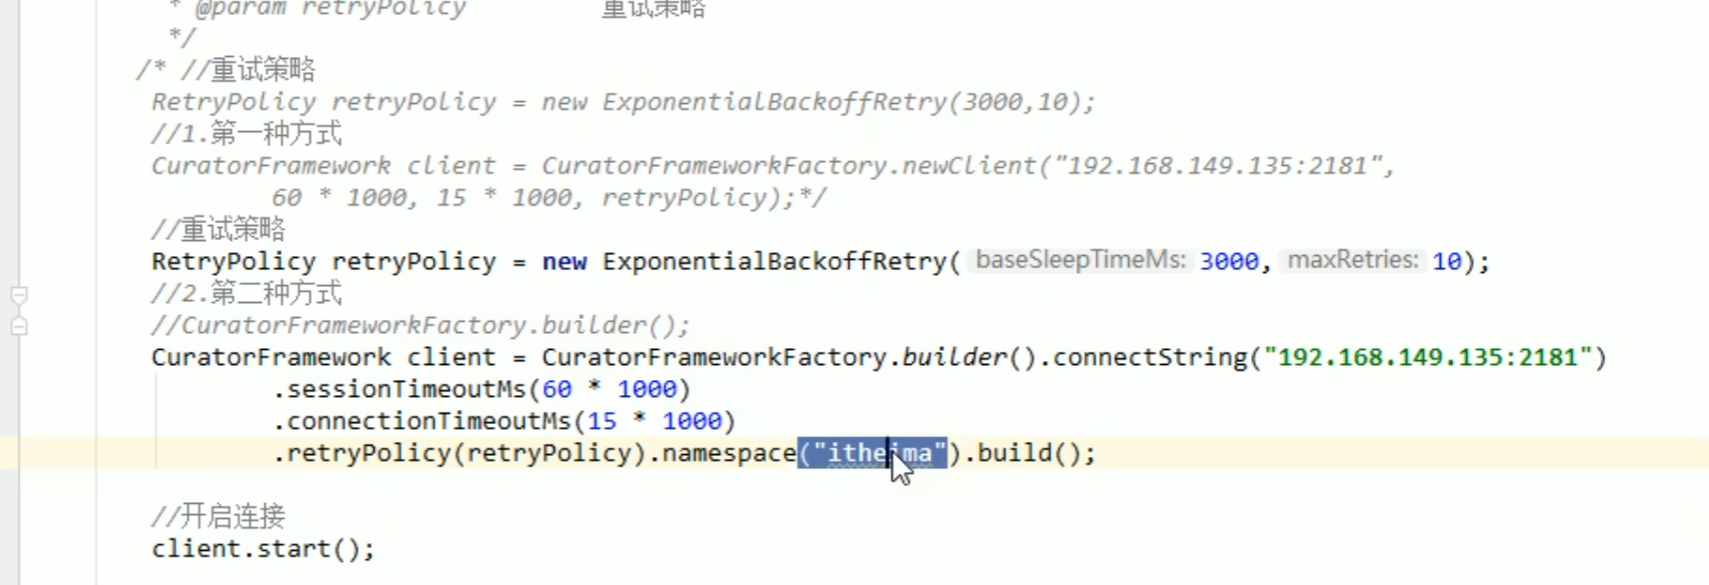 * @param retryPolicy 重试策略
*/
/* //重试策略
RetryPolicy retryPolicy = new ExponentialBackoffRetry(3000,10);
//1.第一种方式
CuratorFramework client = CuratorFrameworkFactory.newClient("192.168.149.135:2181",
60 * 1000, 15 * 1000, retryPolicy);*/
//重试策略
RetryPolicy retryPolicy = new ExponentialBackoffRetry( baseSleepTimeMs: 3000, maxRetries: 10);
//2.第二种方式
//CuratorFrameworkFactory.builder();
CuratorFramework client = CuratorFrameworkFactory.builder().connectString("192.168.149.135:2181")
.sessionTimeoutMs(60 * 1000)
.connectionTimeoutMs(15 * 1000)
.retryPolicy(retryPolicy).namespace("itheima").build();
//开启连接
client.start();